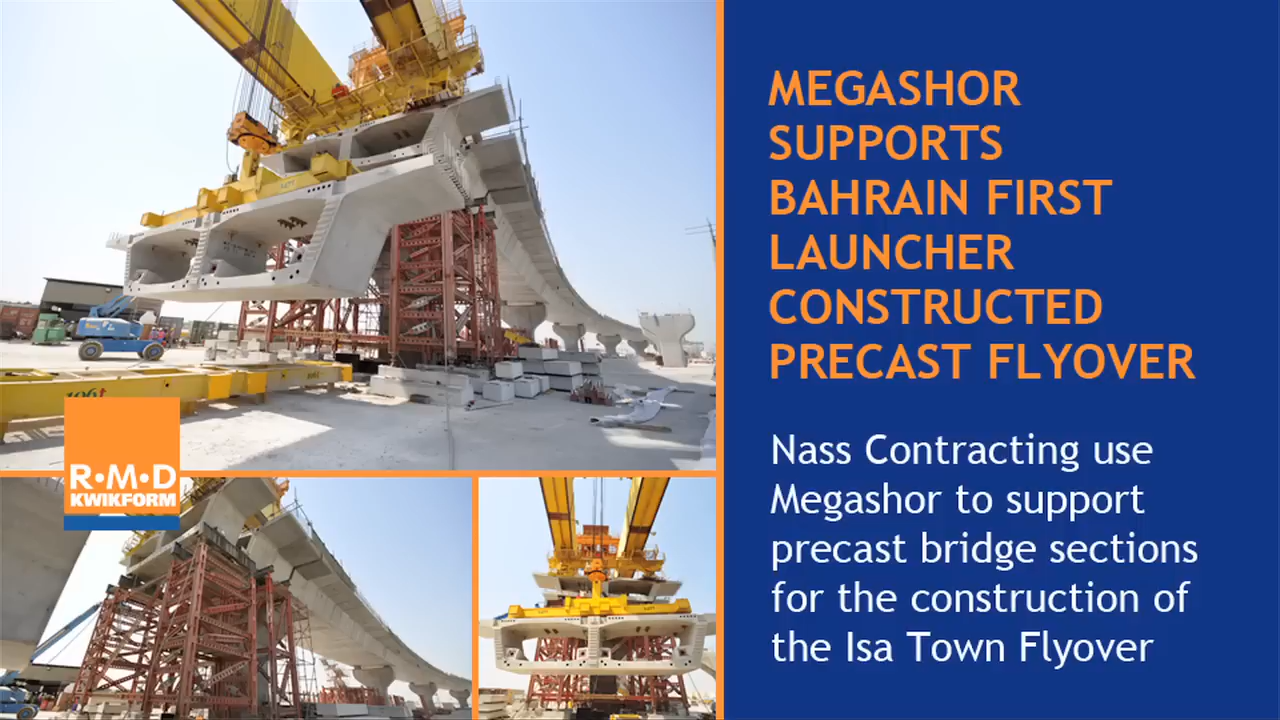 MEGASHOR
SUPPORTS
BAHRAIN FIRST
LAUNCHER
CONSTRUCTED
PRECAST FLYOVER
Nass Contracting use
Megashor to support
precast bridge sections
for the construction of
the Isa Town Flyover
R•M•D
KWIKFORM